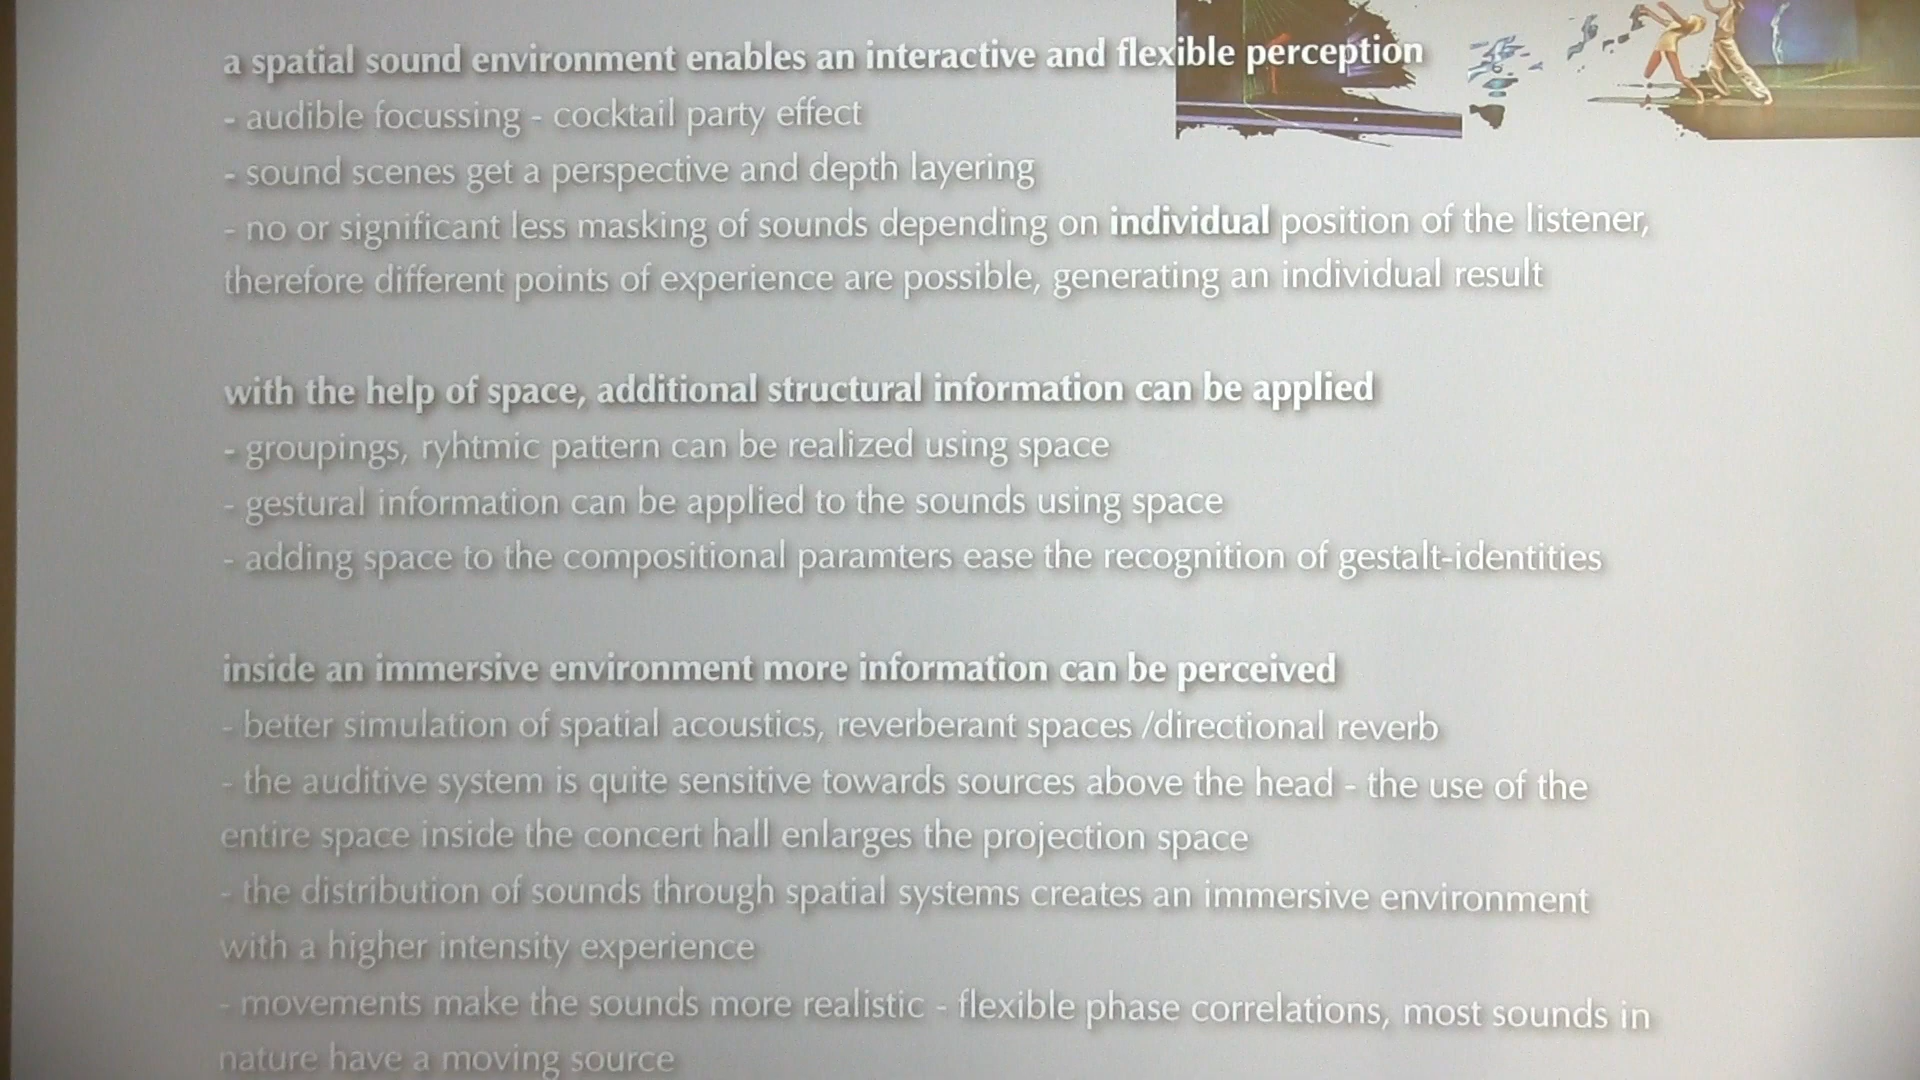 a spatial sound environment enables an interactive and flexible perception
- audible focussing - cocktail party effect
- sound scenes get a perspective and depth layering
- no or significant less masking of sounds depending on individual position of the listener,
therefore different points of experience are possible, generating an individual result
with the help of space, additional structural information can be applied
- groupings, ryhtmic pattern can be realized using space
- gestural information can be applied to the sounds using space
- adding space to the compositional paramters ease the recognition of gestalt-identities
inside an immersive environment more information can be perceived
- better simulation of spatial acoustics, reverberant spaces /directional reverb
- the auditive system is quite sensitive towards sources above the head - the use of the
entire space inside the concert hall enlarges the projection space
- the distribution of sounds through spatial systems creates an immersive environment
with a higher intensity experience
- movements make the sounds more realistic - flexible phase correlations, most sounds in
nature have a moving source